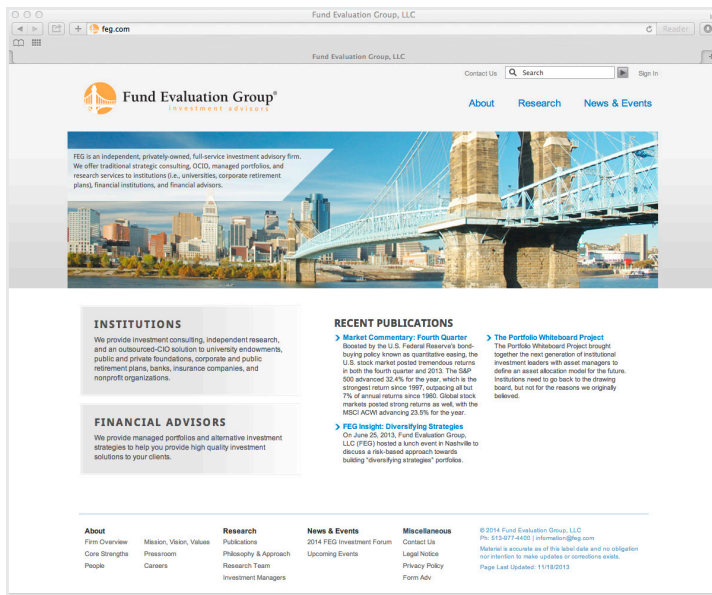 Fund Evaluation Group, LLC
feg.com
Reader
Fund Evaluation Group, LLC
Contact Us
Search
Sign In
Fund Evaluation Group®
investment advisors
About Research News & Events
FEG is an independent, privately-owned, full-service investment advisory firm.
We offer traditional strategic consulting, OCIO, managed portfolios, and
research services to institutions (i.e., universities, corporate retirement
plans), financial institutions, and financial advisors.
INSTITUTIONS
We provide investment consulting, independent research,
and an outsourced-CIO solution to university endowments,
public and private foundations, corporate and public
retirement plans, banks, insurance companies, and
nonprofit organizations.
FINANCIAL ADVISORS
We provide managed portfolios and alternative investment
strategies to help you provide high quality investment
solutions to your clients.
RECENT PUBLICATIONS
Market Commentary: Fourth Quarter
Boosted by the U.S. Federal Reserve's bond-
buying policy known as quantitative easing, the
U.S. stock market posted tremendous returns
in both the fourth quarter and 2013. The S&P
500 advanced 32.4% for the year, which is the
strongest return since 1997, outpacing all but
7% of annual returns since 1960. Global stock
markets posted strong returns as well, with the
MSCI ACWI advancing 23.5% for the year.
FEG Insight: Diversifying Strategies
On June 25, 2013, Fund Evaluation Group,
LLC (FEG) hosted a lunch event in Nashville to
discuss a risk-based approach towards
building "diversifying strategies" portfolios.
The Portfolio Whiteboard Project
The Portfolio Whiteboard Project brought
together the next generation of institutional
investment leaders with asset managers to
define an asset allocation model for the future.
Institutions need to go back to the drawing
board, but not for the reasons we originally
believed.
About
Firm Overview
Core Strengths
People
Mission, Vision, Values
Pressroom
Careers
Research
Publications
Philosophy & Approach
Research Team
Investment Managers
News & Events
2014 FEG Investment Forum
Upcoming Events
Miscellaneous
Contact Us
Legal Notice
Privacy Policy
Form Adv
© 2014 Fund Evaluation Group, LLC
Ph: 513-977-4400 | information@feg.com
Material is accurate as of this label date and no obligation
nor intention to make updates or corrections exists.
Page Last Updated: 11/18/2013